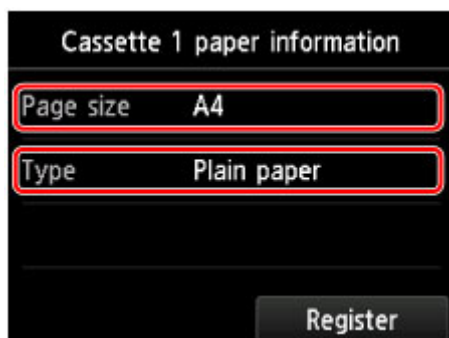 Cassette 1 paper information
Page size A4
Type Plain paper
Register